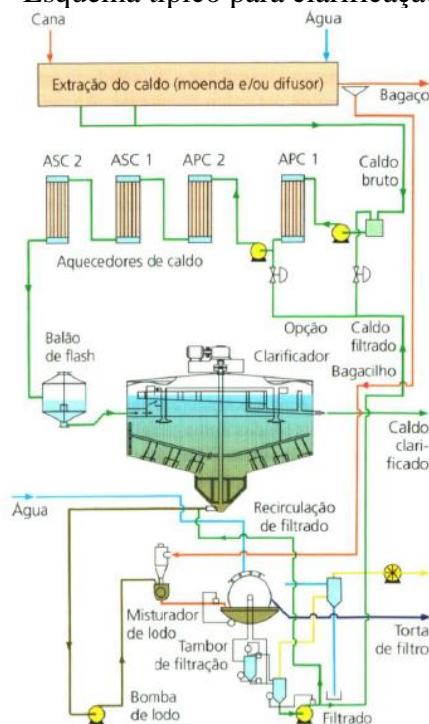 Esquema típico para clarificaçã
Cana
Água
Extração do caldo (moenda e/ou difusor)
Bagaço
ASC 2
ASC 1
APC 2
APC 1
Caldo
bruto
Aquecedores de caldo
Opção
Caldo
filtrado
Balão
de flash
Clarificador
Bagacilho
Caldo
clari-
ficado
Água
Recirculação
de filtrado
Misturador
de lodo
Tambor
de filtração
Torta
de filtro
Bomba
de lodo
Filtrado